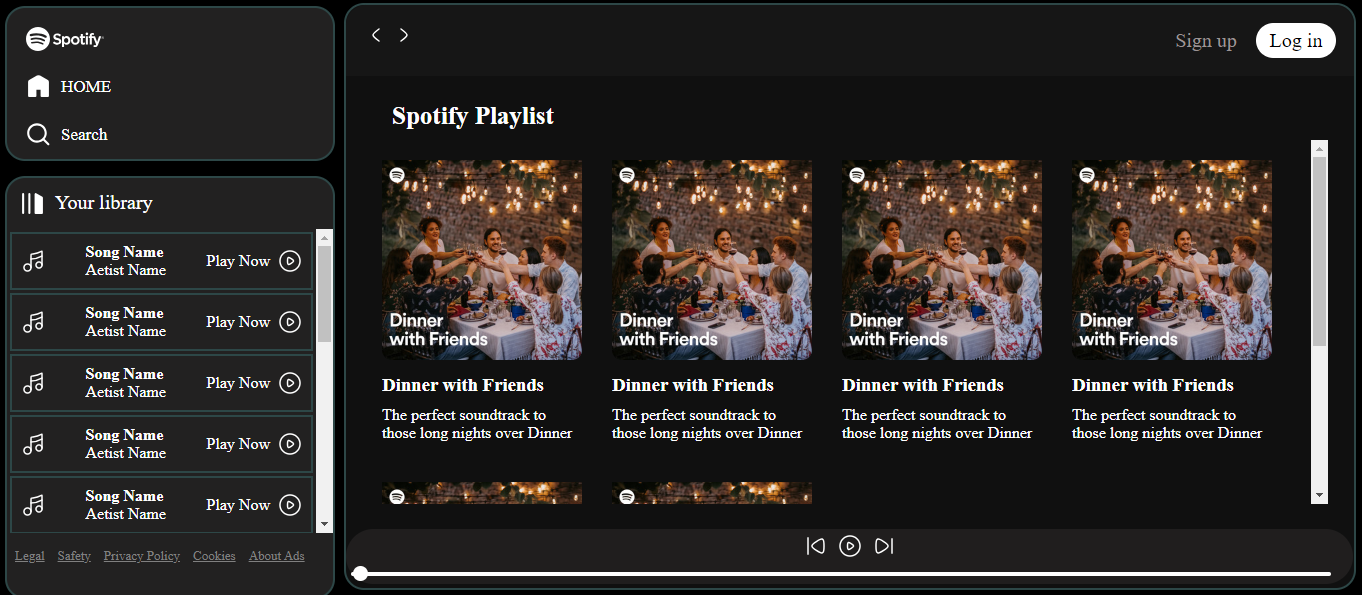 Spotify
HOME
Search
Your library
Song Name
Aetist Name
Play Now
Song Name
Aetist Name
Play Now
Song Name
Aetist Name
Play Now
Song Name
Aetist Name
Play Now
Song Name
Aetist Name
Play Now
Legal Safety Privacy Policy Cookies About Ads
Sign up Log in
Spotify Playlist
Dinner
with Friends
Dinner with Friends
The perfect soundtrack to
those long nights over Dinner
Dinner
with Friends
Dinner with Friends
The perfect soundtrack to
those long nights over Dinner
Dinner
with Friends
Dinner with Friends
The perfect soundtrack to
those long nights over Dinner
Dinner
with Friends
Dinner with Friends
The perfect soundtrack to
those long nights over Dinner